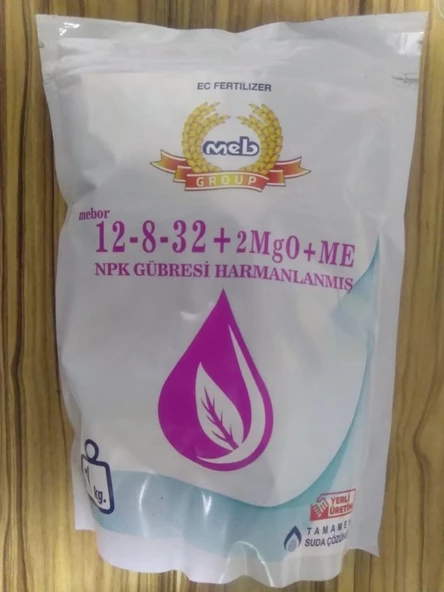 EC FERTILIZER
meb
GROUP
mebor
12-8-32+2MgO+ME
NPK GÜBRESİ HARMANLANMIŞ
1
kg.
YERLİ
ÜRETİM
TAMAMEN
SUDA